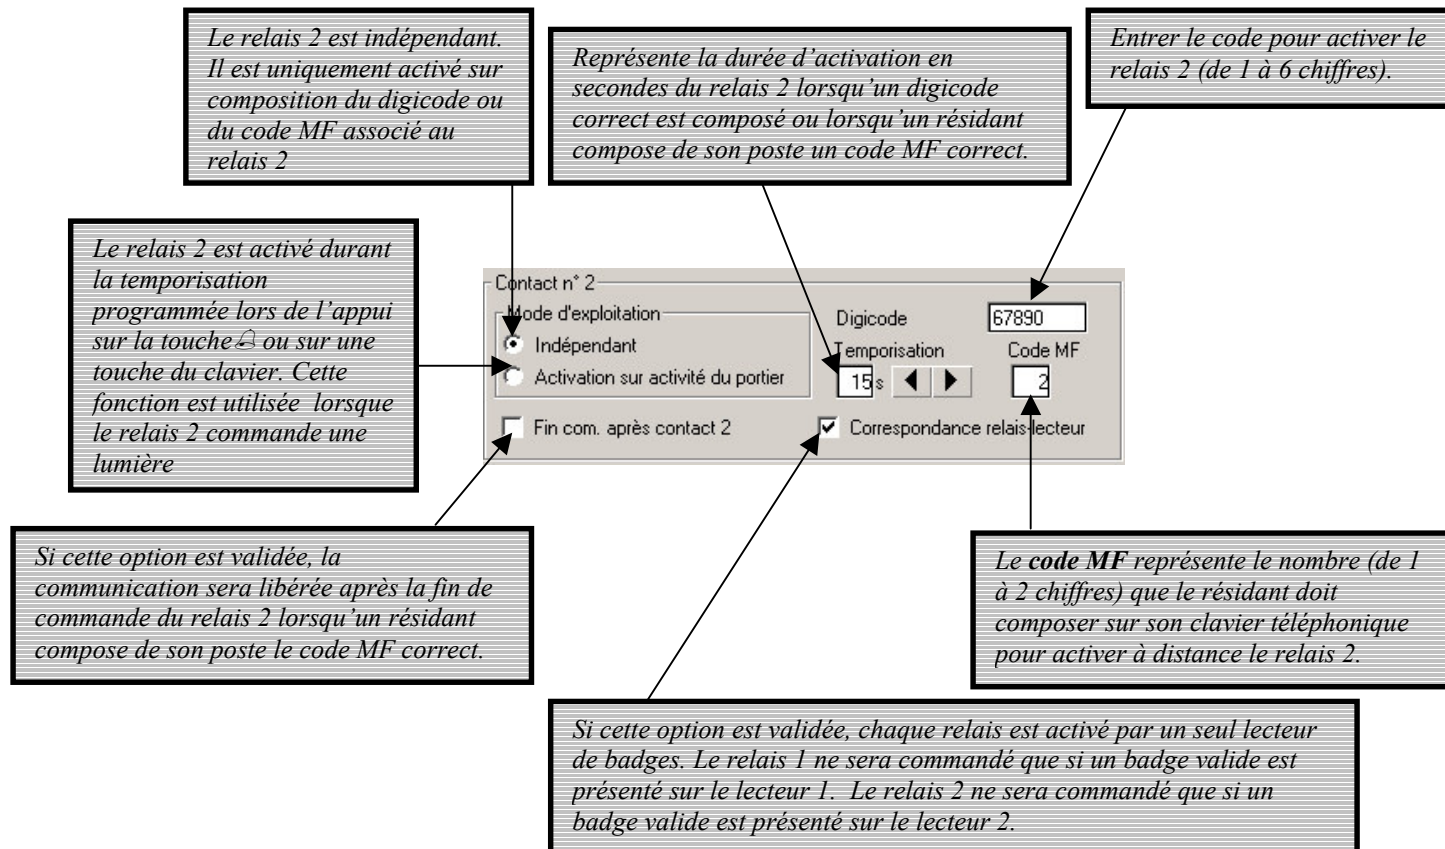 Le relais 2 est indépendant.
Il est uniquement activé sur
composition du digicode ou
du code MF associé au
relais 2
Représente la durée d’activation en
secondes du relais 2 lorsqu’un digicode
correct est composé ou lorsqu’un résidant
compose de son poste un code MF correct.
Entrer le code pour activer le
relais 2 (de 1 à 6 chiffres).
Le relais 2 est activé durant
la temporisation
programmée lors de l’appui
sur la touche ou sur une
touche du clavier. Cette
fonction est utilisée lorsque
le relais 2 commande une
lumière
Contact n° 2
Mode d'exploitation
Indépendant
Activation sur activité du portier
Digicode
67890
Temporisation
Code MF
15 s
2
Fin com. après contact 2
Correspondance relais-lecteur
Si cette option est validée, la
communication sera libérée après la fin de
commande du relais 2 lorsqu’un résidant
compose de son poste le code MF correct.
Le code MF représente le nombre (de 1
à 2 chiffres) que le résidant doit
composer sur son clavier téléphonique
pour activer à distance le relais 2.
Si cette option est validée, chaque relais est activé par un seul lecteur
de badges. Le relais 1 ne sera commandé que si un badge valide est
présenté sur le lecteur 1. Le relais 2 ne sera commandé que si un
badge valide est présenté sur le lecteur 2.